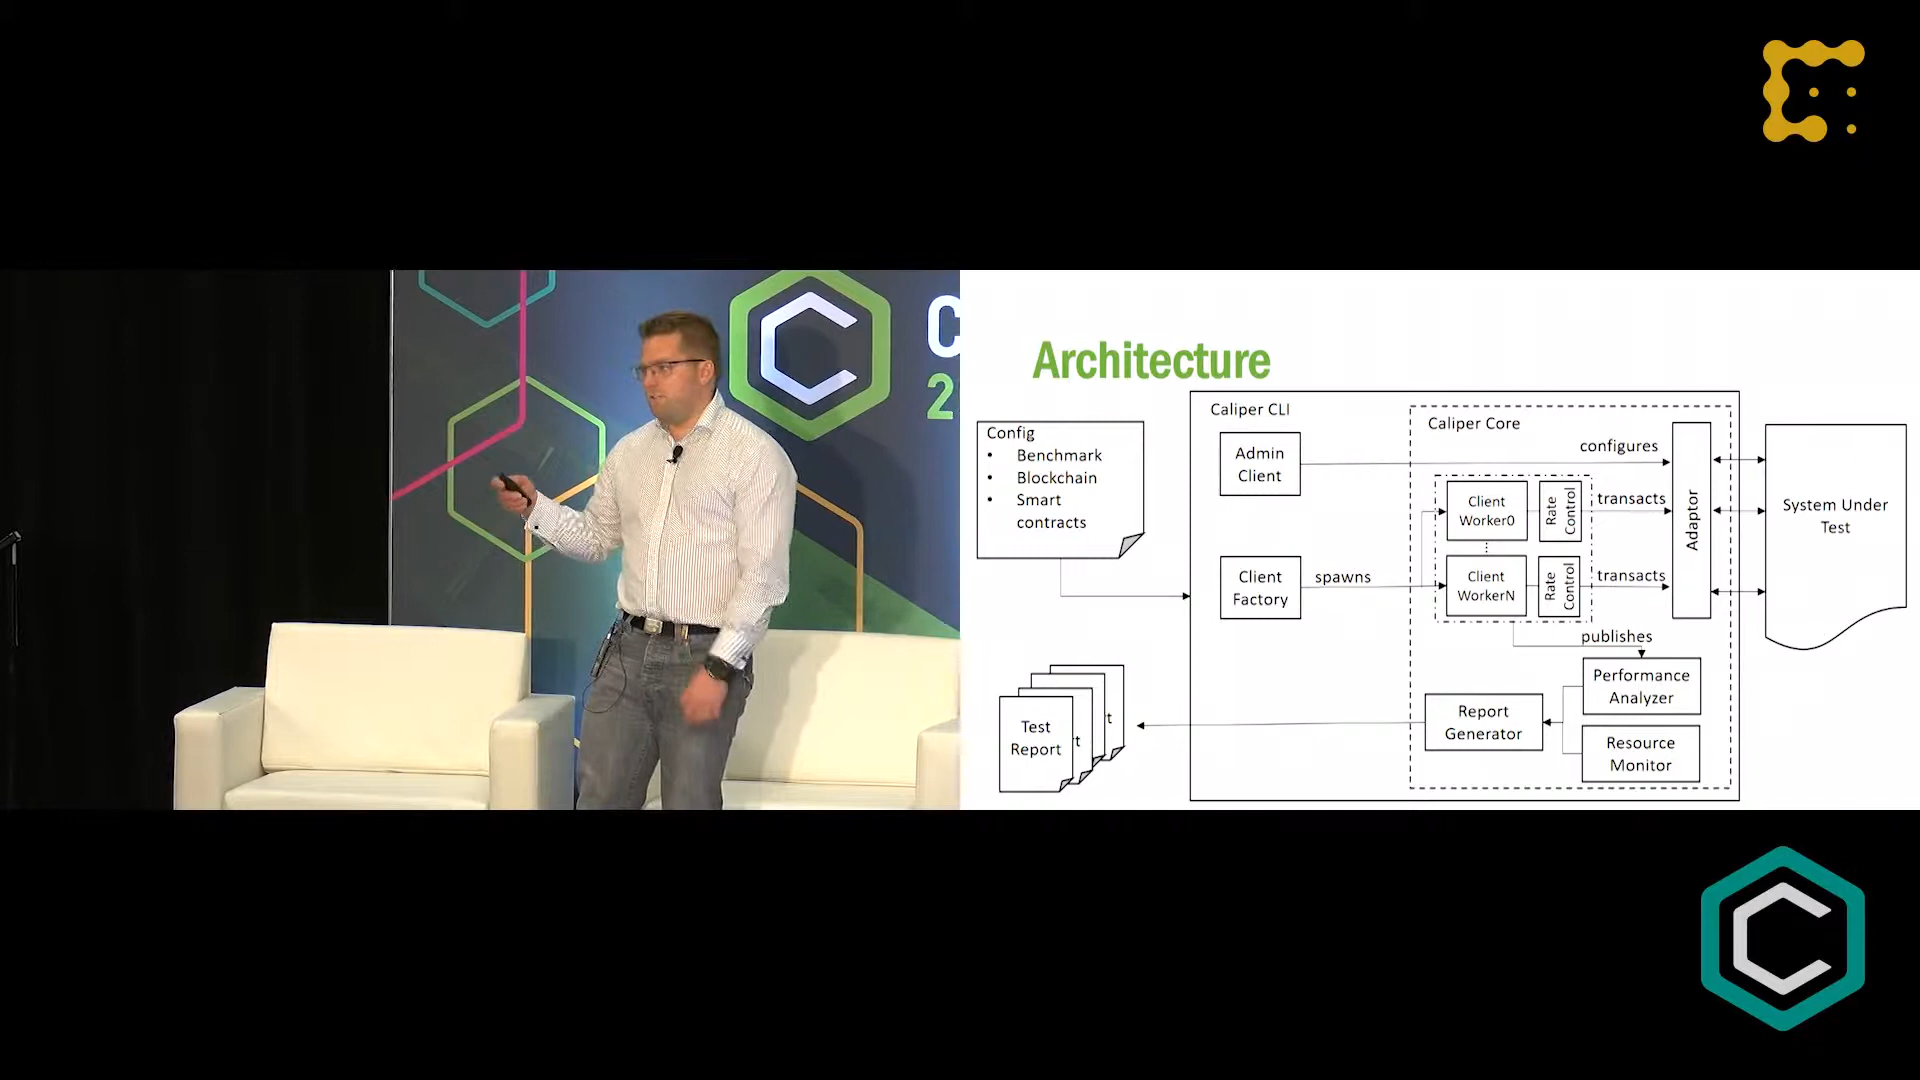 C
2
Architecture
Caliper CLI
Caliper Core
Config
• Benchmark
• Blockchain
• Smart
contracts
Admin
Client
configures
Client
Worker0
Rate
Control
transacts
Adaptor
System Under
Test
Client
Factory
spawns
Client
WorkerN
Rate
Control
transacts
publishes
Performance
Analyzer
Report
Generator
Resource
Monitor
Test
Report
t
t